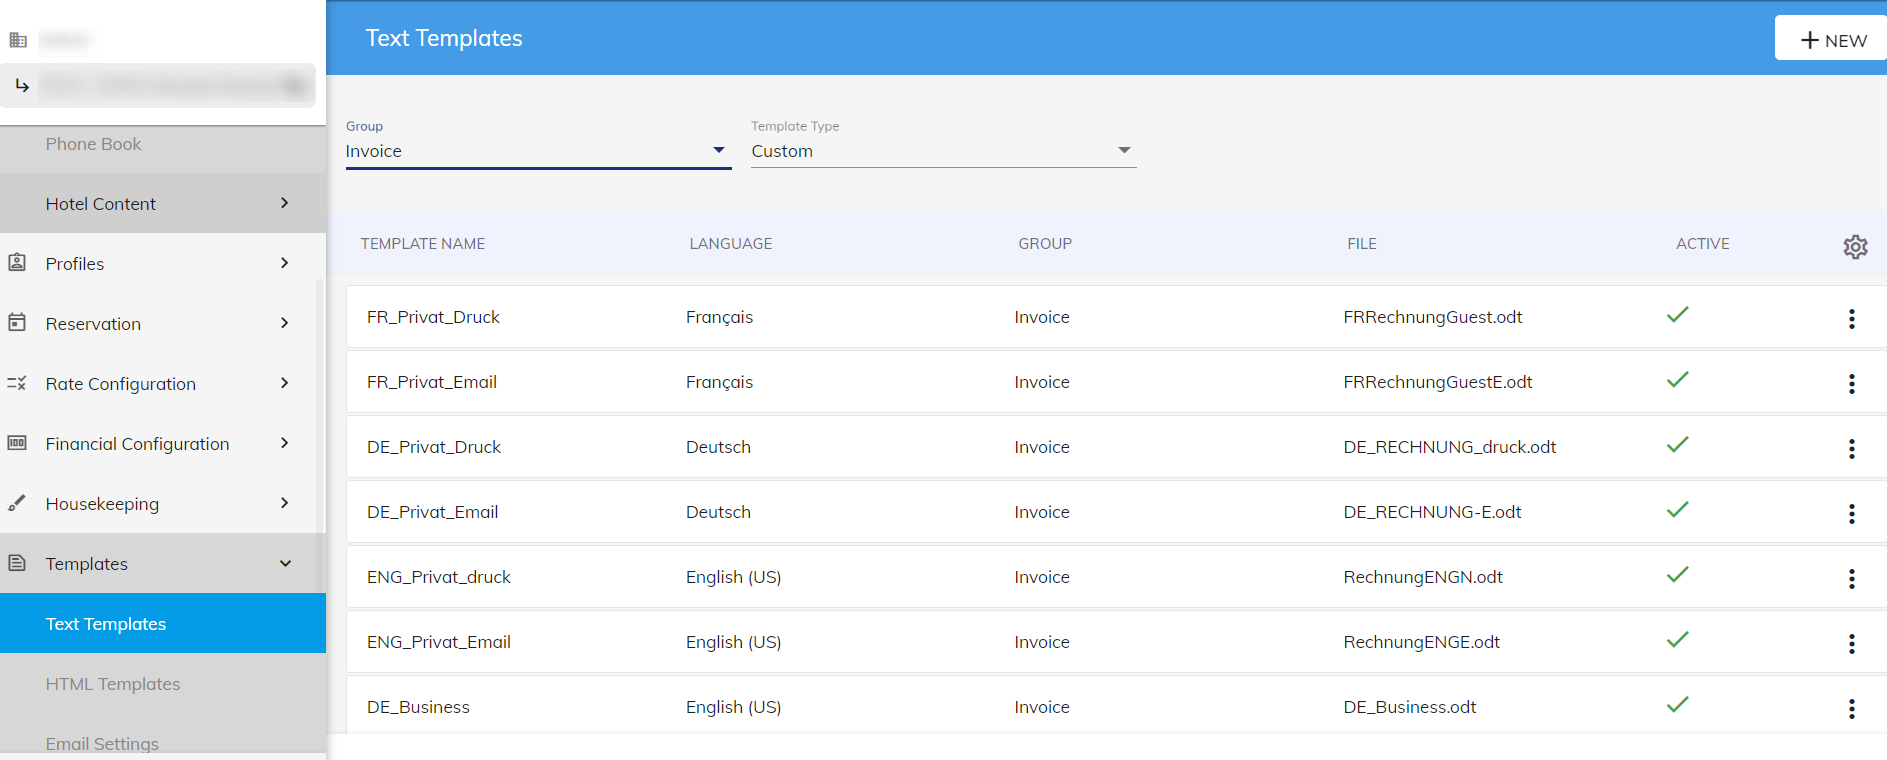 Text Templates
NEW
Phone Book
Hotel Content
Profiles
Reservation
Rate Configuration
Financial Configuration
Housekeeping
Templates
Text Templates
HTML Templates
Email Settings
Group
Invoice
Template Type
Custom
TEMPLATE NAME LANGUAGE GROUP FILE ACTIVE
FR_Privat_Druck Français Invoice FRRechnungGuest.odt
FR_Privat_Email Français Invoice FRRechnungGuestE.odt
DE_Privat_Druck Deutsch Invoice DE_RECHNUNG_druck.odt
DE_Privat_Email Deutsch Invoice DE_RECHNUNG-E.odt
ENG_Privat_druck English (US) Invoice RechnungENGN.odt
ENG_Privat_Email English (US) Invoice RechnungENGE.odt
DE_Business English (US) Invoice DE_Business.odt